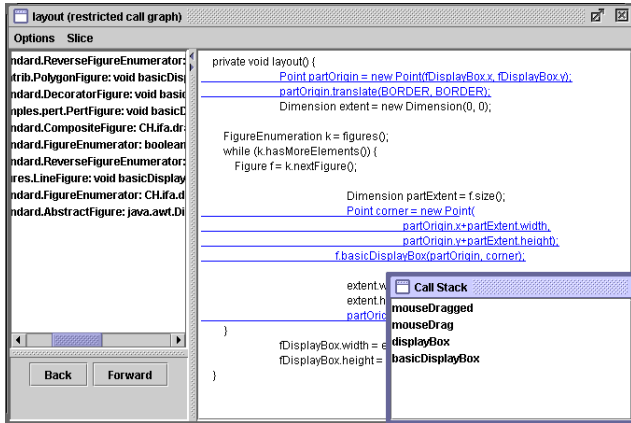 layout (restricted call graph)
Options Slice
ndard.ReverseFigureEnumerator:
trib.PolygonFigure: void basicDis
ndard.DecoratorFigure: void basic
nples.pert.PertFigure: void basicD
ndard.CompositeFigure: CH.ifa.dr
ndard.FigureEnumerator: boolean
ndard.ReverseFigureEnumerator:
res.LineFigure: void basicDisplay
ndard.FigureEnumerator: CH.ifa.d
ndard.AbstractFigure: java.awt.Di
Back Forward
private void layout() {
Point partOrigin = new Point(fDisplayBox.x, fDisplayBox.y);
partOrigin.translate(BORDER, BORDER);
Dimension extent = new Dimension(0, 0);
FigureEnumeration k = figures();
while (k.hasMoreElements()) {
Figure f = k.nextFigure();
Dimension partExtent = f.size();
Point corner = new Point(
partOrigin.x+partExtent.width,
partOrigin.y+partExtent.height);
f.basicDisplayBox(partOrigin, corner);
extent.w
extent.h
partOrig
}
fDisplayBox.width = e
fDisplayBox.height =
}
Call Stack
mouseDragged
mouseDrag
displayBox
basicDisplayBox